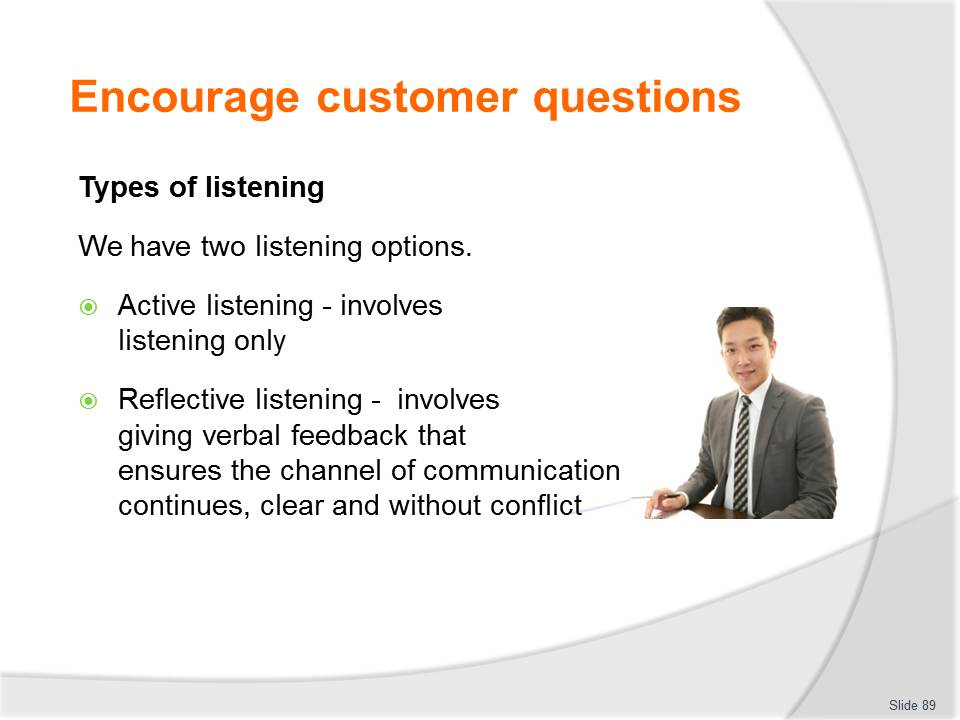 Encourage customer questions
Types of listening
We have two listening options.
Active listening - involves
listening only
Reflective listening -  involves
giving verbal feedback that
ensures the channel of communication
continues, clear and without conflict
Slide 89